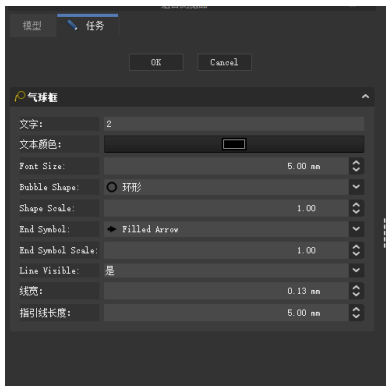 模型 任务
OK Cancel
气球框
文字: 2
文本颜色:
Font Size: 5.00 mm
Bubble Shape: 环形
Shape Scale: 1.00
End Symbol: Filled Arrow
End Symbol Scale: 1.00
Line Visible: 是
线宽: 0.13 mm
指引线长度: 5.00 mm